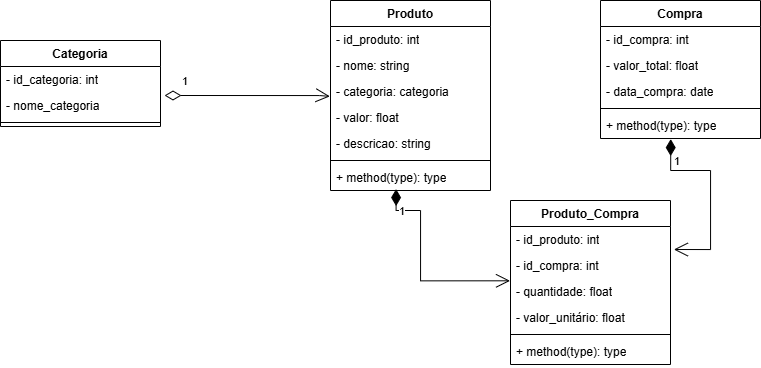 Categoria
- id_categoria: int
- nome_categoria
1
Produto
- id_produto: int
- nome: string
- categoria: categoria
- valor: float
- descricao: string
+ method(type): type
1
Compra
- id_compra: int
- valor_total: float
- data_compra: date
+ method(type): type
1
Produto_Compra
- id_produto: int
- id_compra: int
- quantidade: float
- valor_unitário: float
+ method(type): type